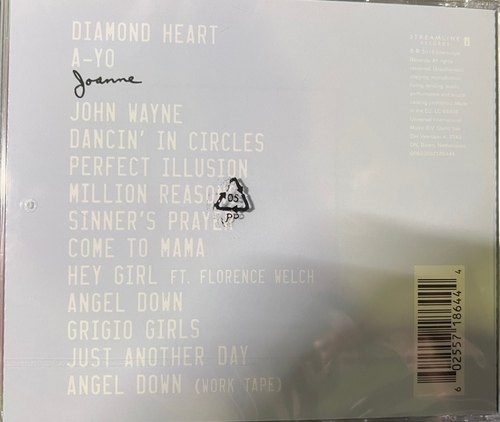 DIAMOND HEART
A-YO
Joanne
JOHN WAYNE
DANCIN' IN CIRCLES
PERFECT ILLUSION
MILLION REASONS
SINNER'S PRAYER
COME TO MAMA
HEY GIRL FT. FLORENCE WELCH
ANGEL DOWN
GRIGIO GIRLS
JUST ANOTHER DAY
ANGEL DOWN (WORK TAPE)
05
PP
STREAMLINE
RECORDS
6 02557 18644 4